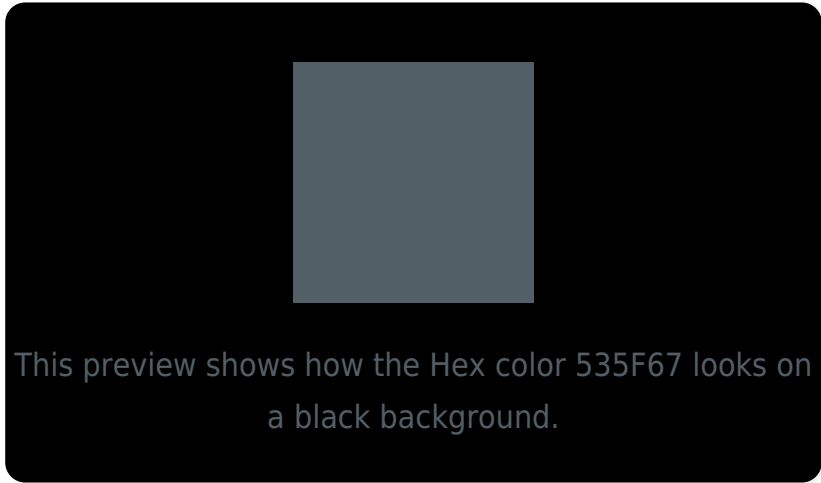 This preview shows how the Hex color 535F67 looks on
a black background.